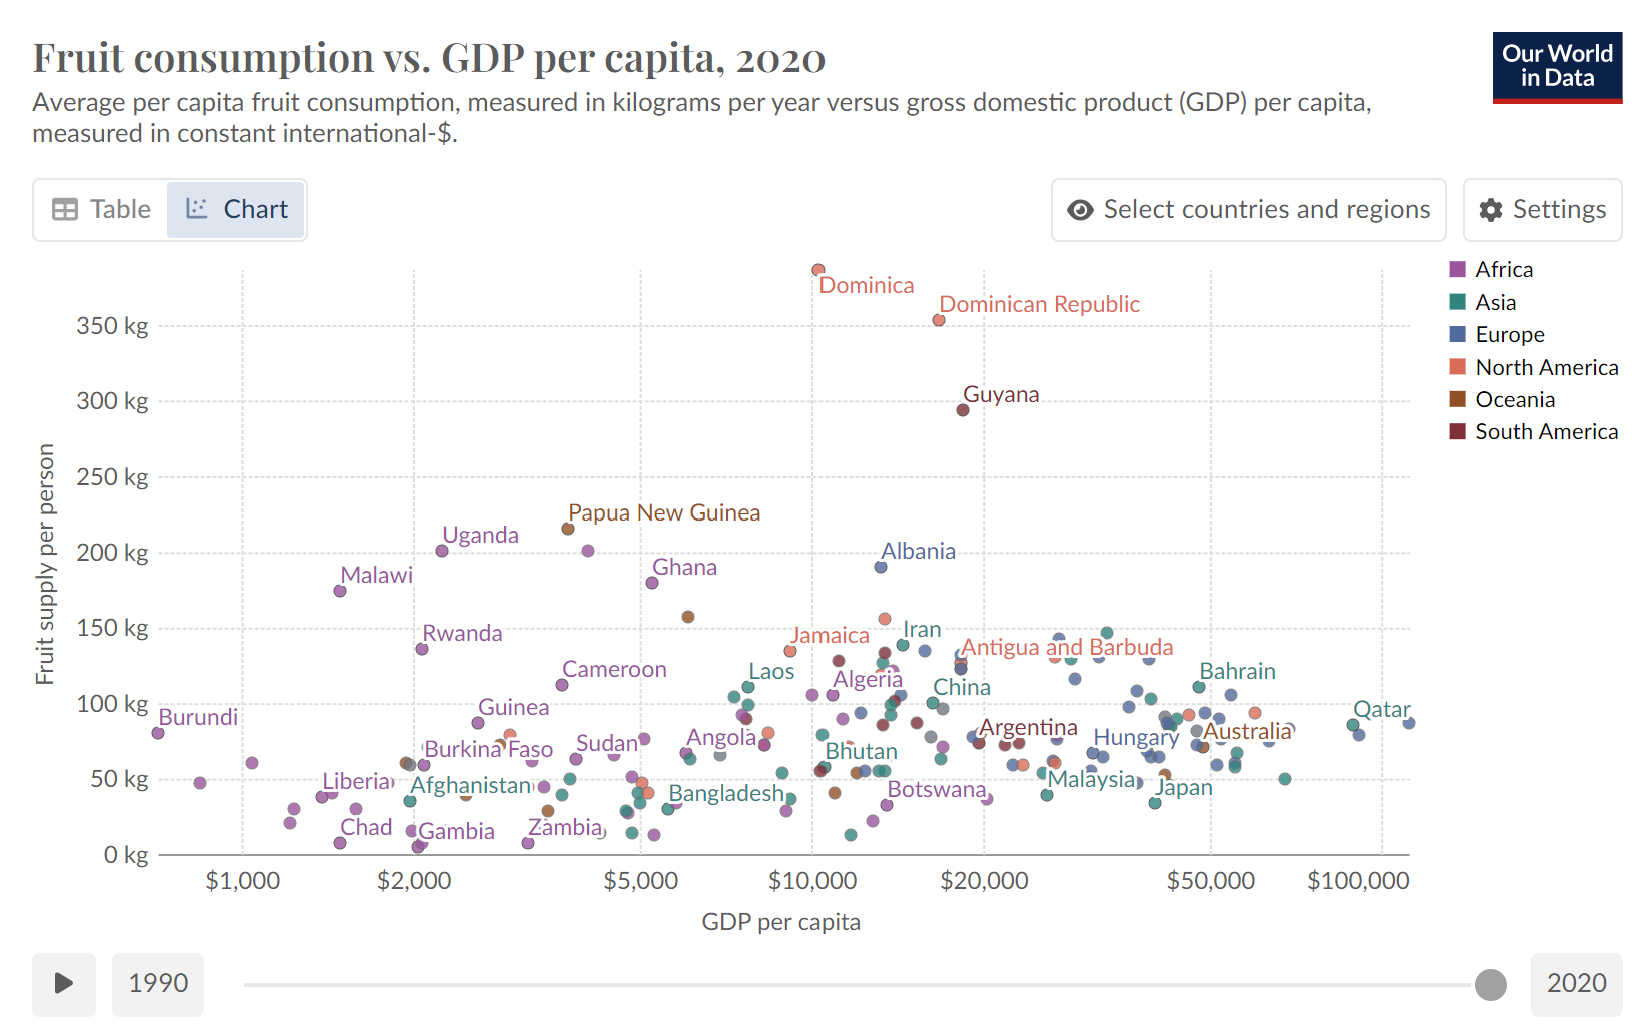 Fruit consumption vs. GDP per capita, 2020
Average per capita fruit consumption, measured in kilograms per year versus gross domestic product (GDP) per capita,
measured in constant international-$.
Our World
in Data
Table
Chart
Select countries and regions
Settings
Africa
Asia
Europe
North America
Oceania
South America
Fruit supply per person
350 kg
300 kg
250 kg
200 kg
150 kg
100 kg
50 kg
0 kg
Dominica
Dominican Republic
Guyana
Papua New Guinea
Uganda
Albania
Ghana
Malawi
Rwanda
Jamaica
Iran
Antigua and Barbuda
Cameroon
Laos
Algeria
China
Bahrain
Burundi
Guinea
Qatar
Burkina Faso
Sudan
Angola
Argentina
Hungary
Australia
Bhutan
Liberia
Afghanistan
Bangladesh
Botswana
Malaysia
Japan
Chad
Gambia
Zambia
$1,000
$2,000
$5,000
$10,000
$20,000
$50,000
$100,000
GDP per capita
1990
2020